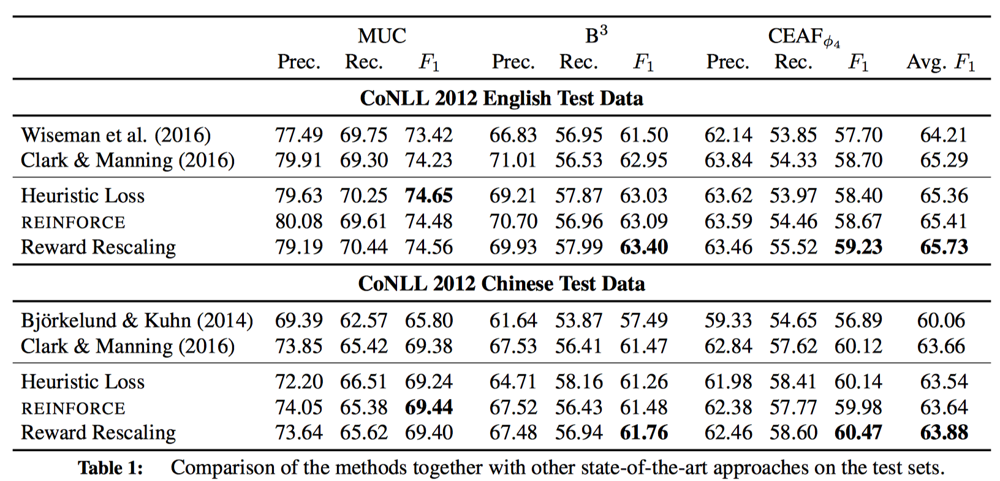 MUC B³ CEAFϕ4
Prec. Rec. F1 Prec. Rec. F1 Prec. Rec. F1 Avg. F1
CoNLL 2012 English Test Data
Wiseman et al. (2016) 77.49 69.75 73.42 66.83 56.95 61.50 62.14 53.85 57.70 64.21
Clark & Manning (2016) 79.91 69.30 74.23 71.01 56.53 62.95 63.84 54.33 58.70 65.29
Heuristic Loss 79.63 70.25 74.65 69.21 57.87 63.03 63.62 53.97 58.40 65.36
REINFORCE 80.08 69.61 74.48 70.70 56.96 63.09 63.59 54.46 58.67 65.41
Reward Rescaling 79.19 70.44 74.56 69.93 57.99 63.40 63.46 55.52 59.23 65.73
CoNLL 2012 Chinese Test Data
Björkelund & Kuhn (2014) 69.39 62.57 65.80 61.64 53.87 57.49 59.33 54.65 56.89 60.06
Clark & Manning (2016) 73.85 65.42 69.38 67.53 56.41 61.47 62.84 57.62 60.12 63.66
Heuristic Loss 72.20 66.51 69.24 64.71 58.16 61.26 61.98 58.41 60.14 63.54
REINFORCE 74.05 65.38 69.44 67.52 56.43 61.48 62.38 57.77 59.98 63.64
Reward Rescaling 73.64 65.62 69.40 67.48 56.94 61.76 62.46 58.60 60.47 63.88
Table 1: Comparison of the methods together with other state-of-the-art approaches on the test sets.